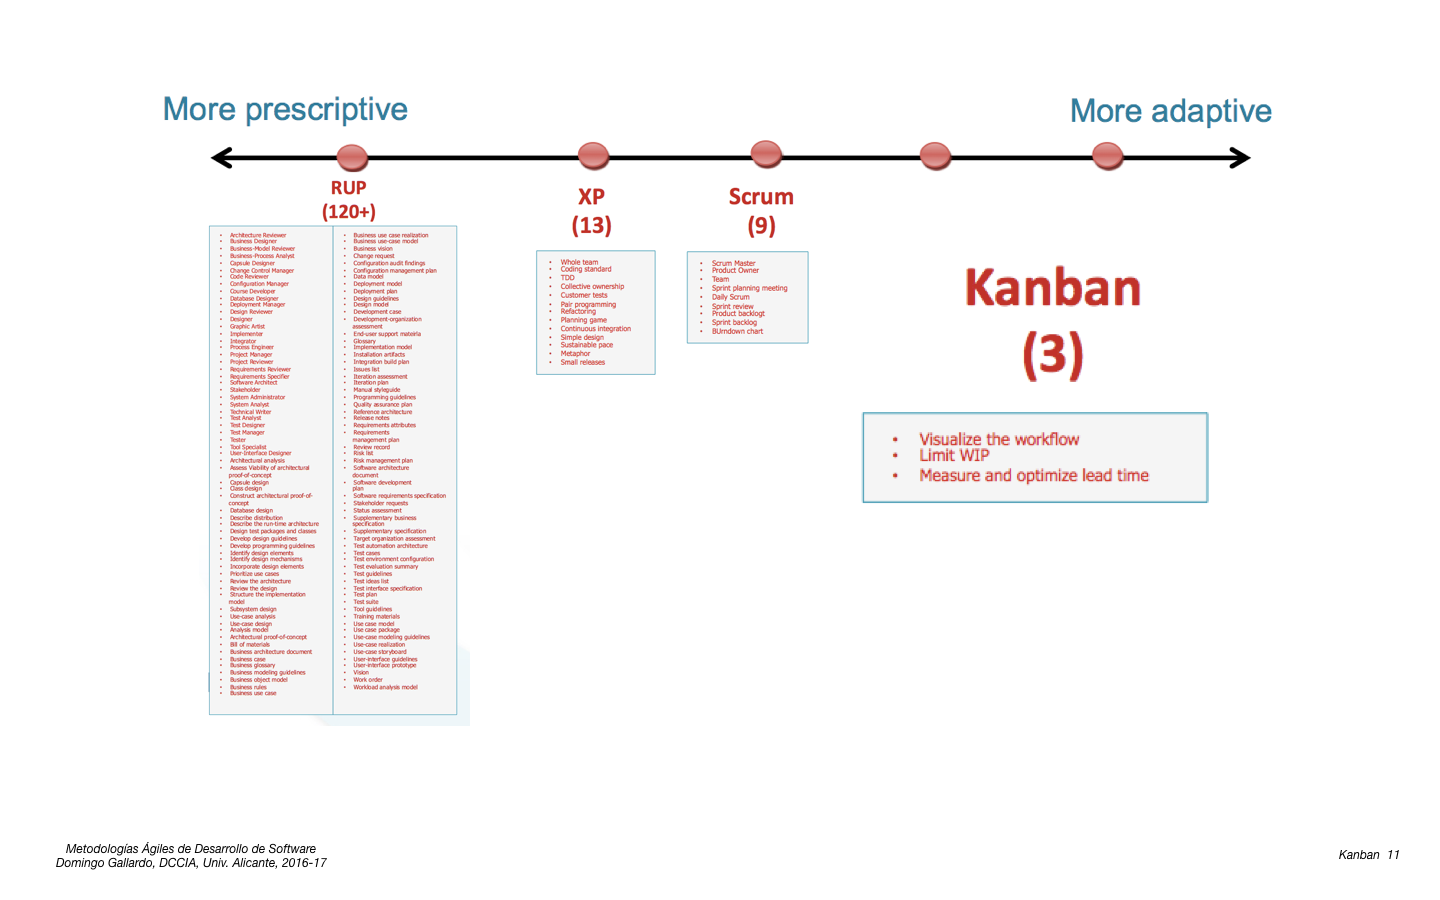 More prescriptive
More adaptive
RUP
(120+)
• Architecture Reviewer
• Business Designer
• Business-Model Reviewer
• Business-Process Analyst
• Capsule Designer
• Change Control Manager
• Code Reviewer
• Configuration Manager
• Course Developer
• Database Designer
• Deployment Manager
• Design Reviewer
• Designer
• Graphic Artist
• Implementer
• Integrator
• Process Engineer
• Project Manager
• Project Reviewer
• Requirements Reviewer
• Requirements Specifier
• Software Architect
• Stakeholder
• System Administrator
• System Analyst
• Technical Writer
• Test Analyst
• Test Designer
• Test Manager
• Tester
• Tool Specialist
• User-Interface Designer
• Architectural analysis
• Assess Viability of architectural
proof-of-concept
• Capsule design
• Class design
• Construct architectural proof-of-
concept
• Database design
• Describe distribution
• Describe the run-time architecture
• Design test packages and classes
• Develop design guidelines
• Develop programming guidelines
• Identify design elements
• Identify design mechanisms
• Incorporate design elements
• Prioritize use cases
• Review the architecture
• Review the design
• Structure the implementation
model
• Subsystem design
• Use-case analysis
• Use-case design
• Analysis model
• Architectural proof-of-concept
• Bill of materials
• Business architecture document
• Business case
• Business glossary
• Business modeling guidelines
• Business object model
• Business rules
• Business use case
• Business use case realization
• Business use-case model
• Business vision
• Change request
• Configuration audit findings
• Configuration management plan
• Data model
• Deployment model
• Deployment plan
• Design guidelines
• Design model
• Development case
• Development-organization
assessment
• End-user support mateirla
• Glossary
• Implementation model
• Installation artifacts
• Integration build plan
• Issues list
• Iteration assessment
• Iteration plan
• Manual styleguide
• Programming guidelines
• Quality assurance plan
• Reference architecture
• Release notes
• Requirements attributes
• Requirements
management plan
• Review record
• Risk list
• Risk management plan
• Software architecture
document
• Software development
plan
• Software requirements specification
• Stakeholder requests
• Status assessment
• Supplementary business
specification
• Supplementary specification
• Target organization assessment
• Test automation architecture
• Test cases
• Test environment configuration
• Test evaluation summary
• Test guidelines
• Test ideas list
• Test interface specification
• Test plan
• Test suite
• Tool guidelines
• Training materials
• Use case model
• Use case package
• Use-case modeling guidelines
• Use-case realization
• Use-case storyboard
• User-interface guidelines
• User-interface prototype
• Vision
• Work order
• Workload analysis model
XP
(13)
• Whole team
• Coding standard
• TDD
• Collective ownership
• Customer tests
• Pair programming
• Refactoring
• Planning game
• Continuous integration
• Simple design
• Sustainable pace
• Metaphor
• Small releases
Scrum
(9)
• Scrum Master
• Product Owner
• Team
• Sprint planning meeting
• Daily Scrum
• Sprint review
• Product backlogt
• Sprint backlog
• BUrndown chart
Kanban
(3)
• Visualize the workflow
• Limit WIP
• Measure and optimize lead time
Metodologías Ágiles de Desarrollo de Software
Domingo Gallardo, DCCIA, Univ. Alicante, 2016-17
Kanban 11